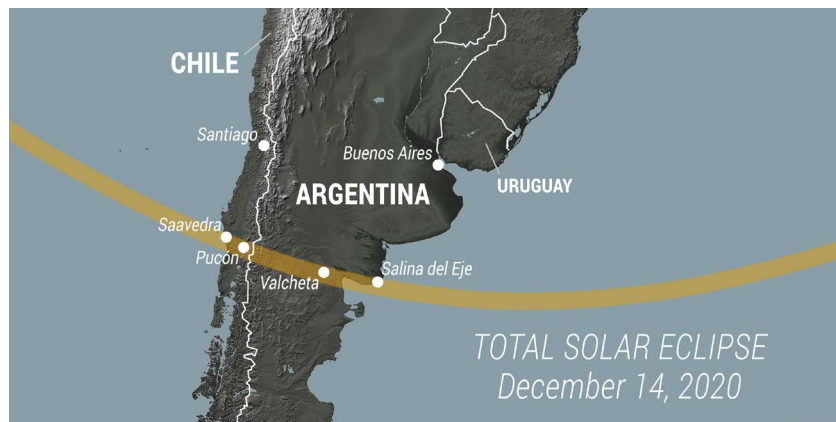 CHILE
Santiago
Buenos Aires
ARGENTINA
URUGUAY
Saavedra
Pucón
Valcheta
Salina del Eje
TOTAL SOLAR ECLIPSE
December 14, 2020